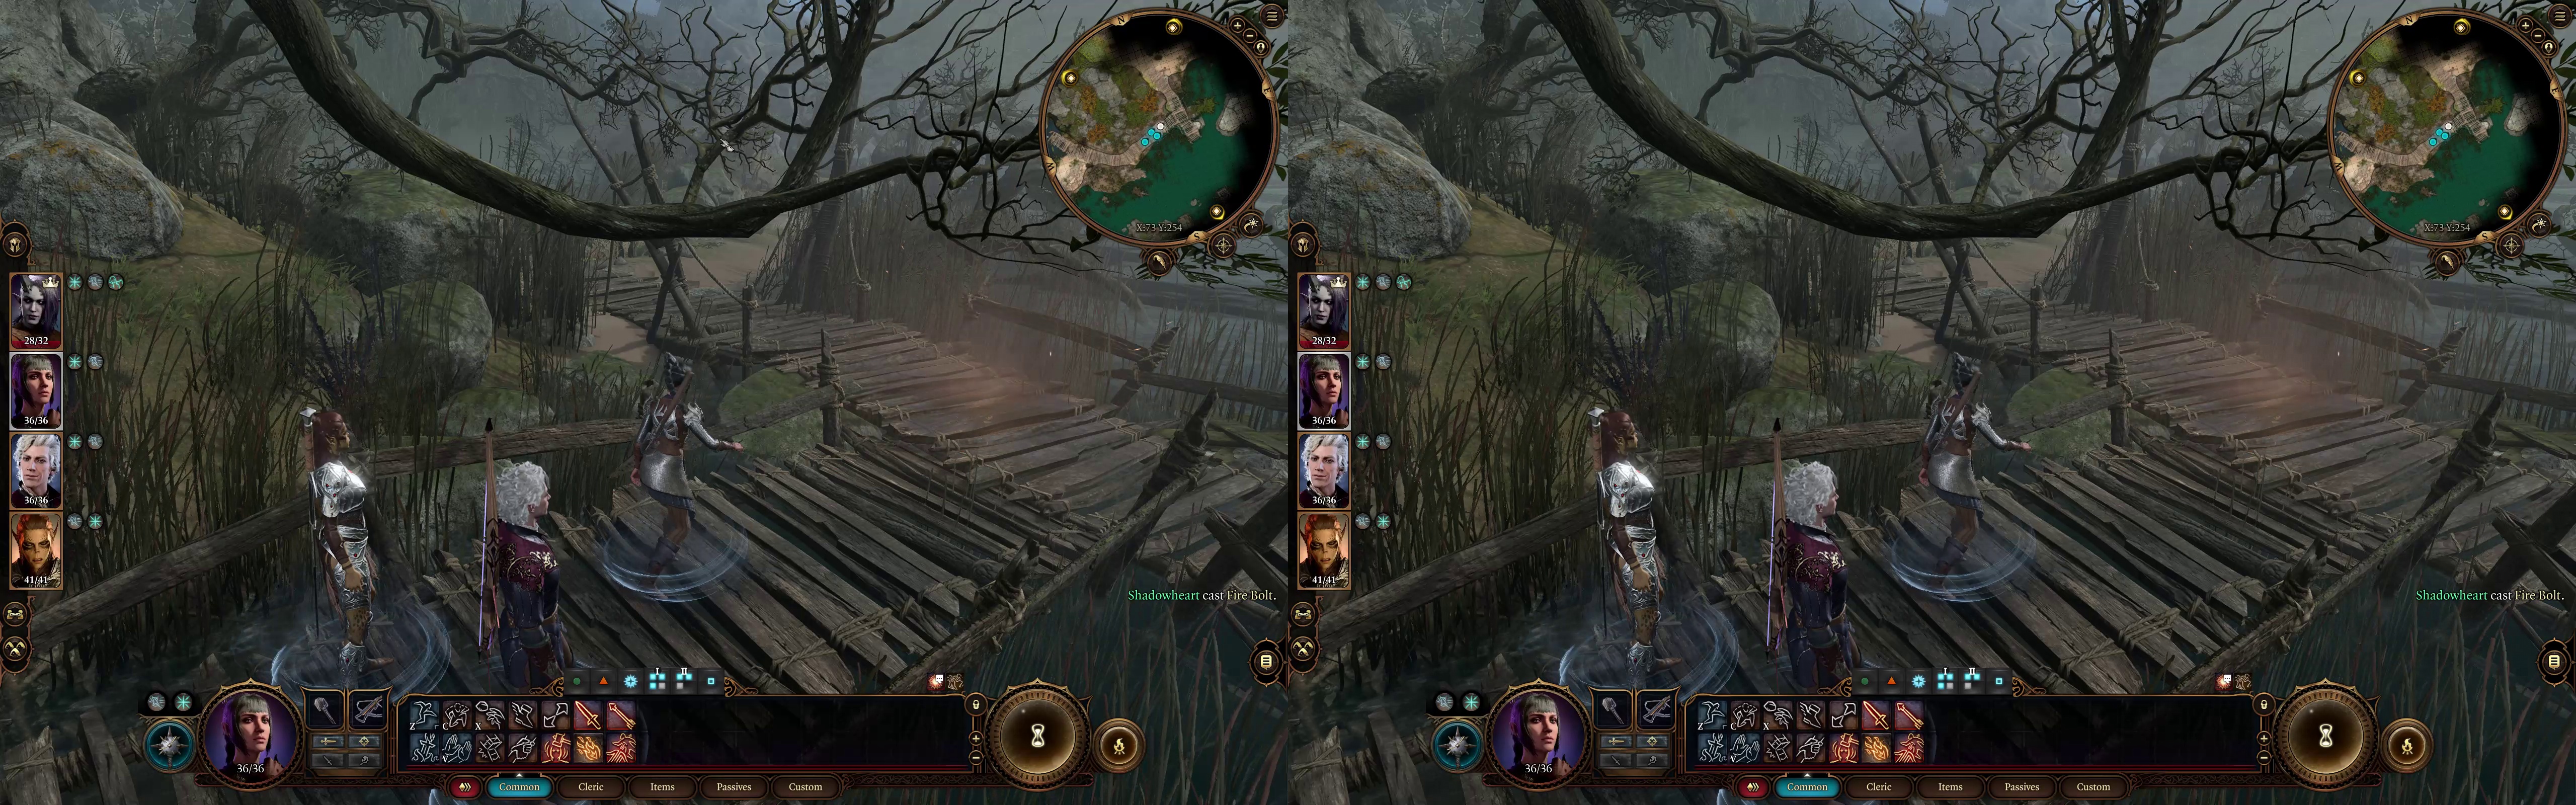 N
X:73 Y:254
S
28/32
36/36
36/36
41/41
Shadowheart cast Fire Bolt.
I II
Z C X
V
36/36
Common Cleric Items Passives Custom
N
X:73 Y:254
S
28/32
36/36
36/36
41/41
Shadowheart cast Fire Bolt.
I II
Z C X
V
36/36
Common Cleric Items Passives Custom